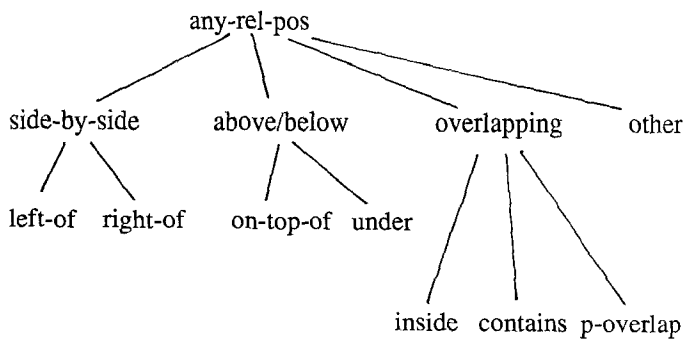 any-rel-pos
side-by-side above/below overlapping other
left-of right-of on-top-of under
inside contains p-overlap